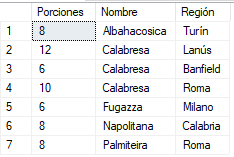 Porciones Nombre Región
1 8 Albahacosica Turín
2 12 Calabresa Lanús
3 6 Calabresa Banfield
4 10 Calabresa Roma
5 6 Fugazza Milano
6 8 Napolitana Calabria
7 8 Palmiteira Roma